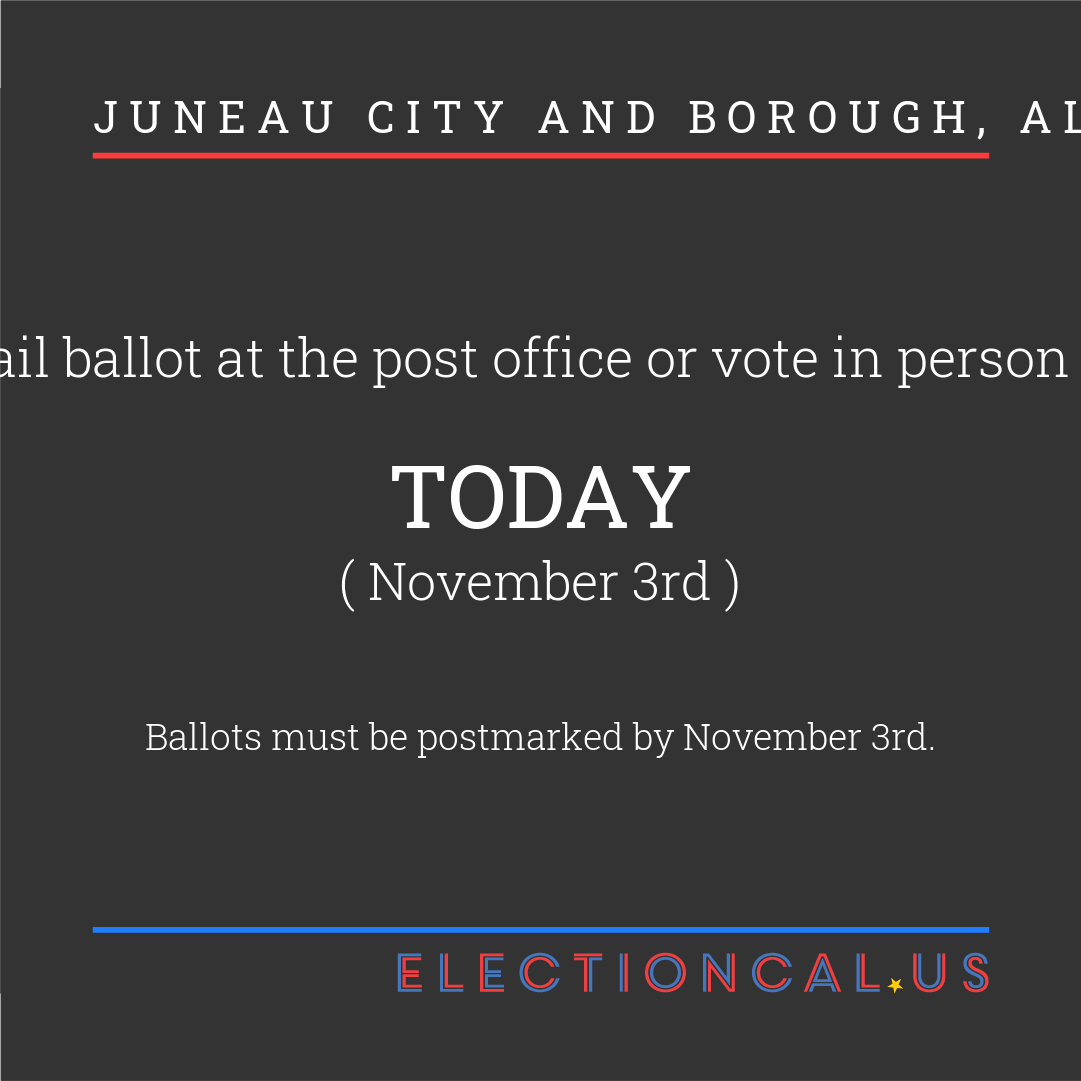 JUNEAU CITY AND BOROUGH, AL
ail ballot at the post office or vote in person
TODAY
( November 3rd )
Ballots must be postmarked by November 3rd.
ELECTIONCAL.US